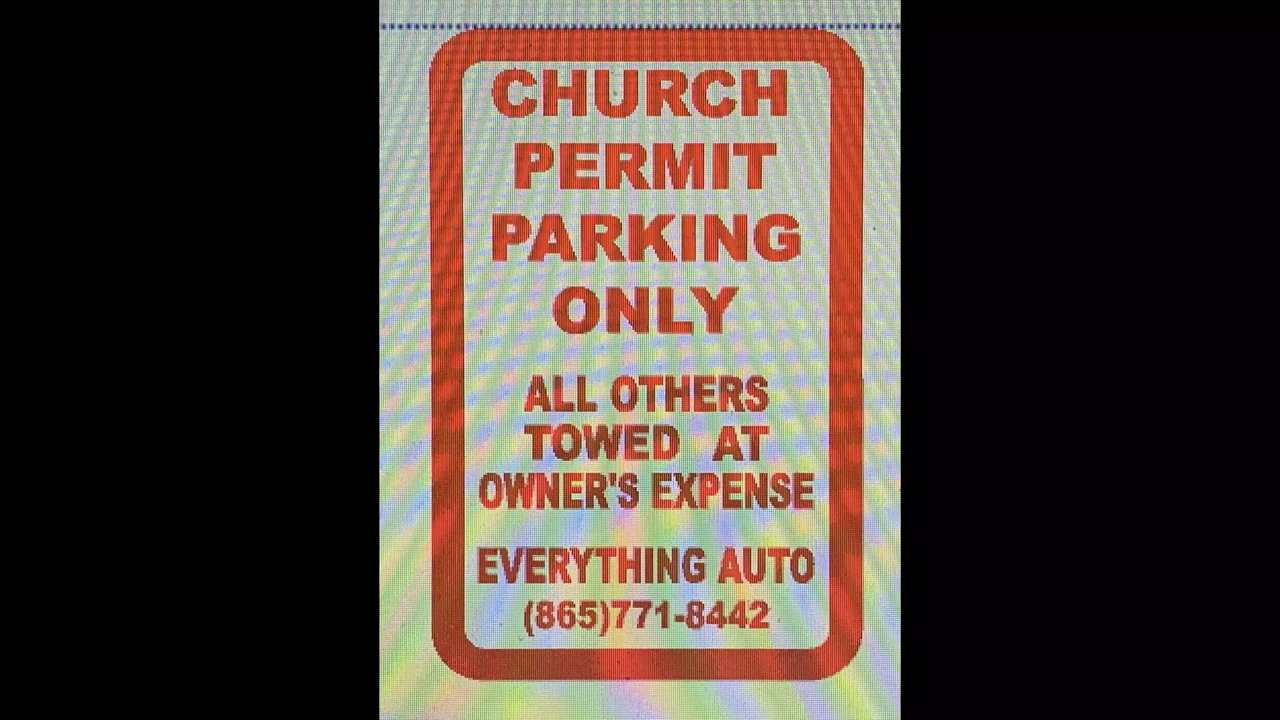 CHURCH
PERMIT
PARKING
ONLY
ALL OTHERS
TOWED AT
OWNER'S EXPENSE
EVERYTHING AUTO
(865)771-8442